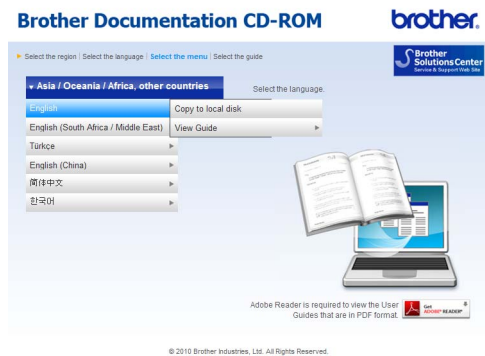 Brother Documentation CD-ROM
brother.
Select the region | Select the language | Select the menu | Select the guide
Brother
Solutions Center
Service & Support Web Site
Asia / Oceania / Africa, other countries
Select the language.
English
Copy to local disk
English (South Africa / Middle East)
View Guide
Türkçe
English (China)
简体中文
한국어
Adobe Reader is required to view the User
Guides that are in PDF format.
Get
ADOBE® READER®
© 2010 Brother Industries, Ltd. All Rights Reserved.